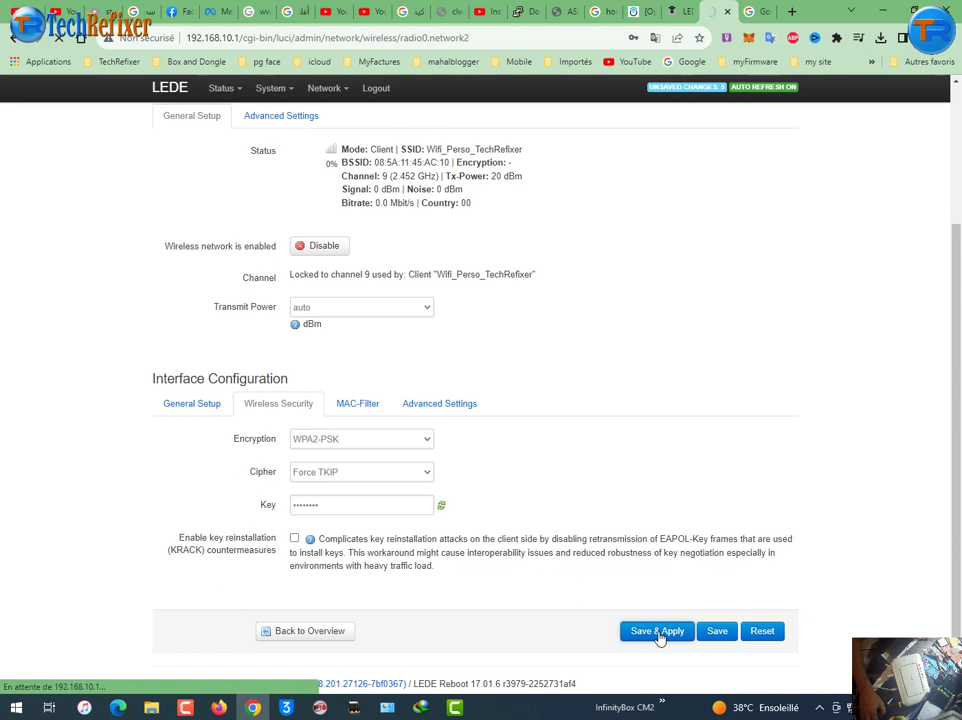 TechRefixer
TR
Non sécurisé 192.168.10.1/cgi-bin/luci/admin/network/wireless/radio0.network2
Applications TechRefixer Box and Dongle pg face icloud MyFactures mahalblogger Mobile Importés YouTube Google myFirmware my site » Autres favoris
LEDE Status System Network Logout UNSAVED CHANGES: 5 AUTO REFRESH ON
General Setup Advanced Settings
Status
0%
Mode: Client | SSID: Wifi_Perso_TechRefixer
BSSID: 08:5A:11:45:AC:10 | Encryption: -
Channel: 9 (2.452 GHz) | Tx-Power: 20 dBm
Signal: 0 dBm | Noise: 0 dBm
Bitrate: 0.0 Mbit/s | Country: 00
Wireless network is enabled Disable
Channel Locked to channel 9 used by: Client "Wifi_Perso_TechRefixer"
Transmit Power auto
dBm
Interface Configuration
General Setup Wireless Security MAC-Filter Advanced Settings
Encryption WPA2-PSK
Cipher Force TKIP
Key ••••••••
Enable key reinstallation
(KRACK) countermeasures
Complicates key reinstallation attacks on the client side by disabling retransmission of EAPOL-Key frames that are used
to install keys. This workaround might cause interoperability issues and reduced robustness of key negotiation especially in
environments with heavy traffic load.
Back to Overview Save & Apply Save Reset
.201.27126-7bf0367) / LEDE Reboot 17.01.6 r3979-2252731af4
En attente de 192.168.10.1...
InfinityBox CM2 » 38°C Ensoleillé